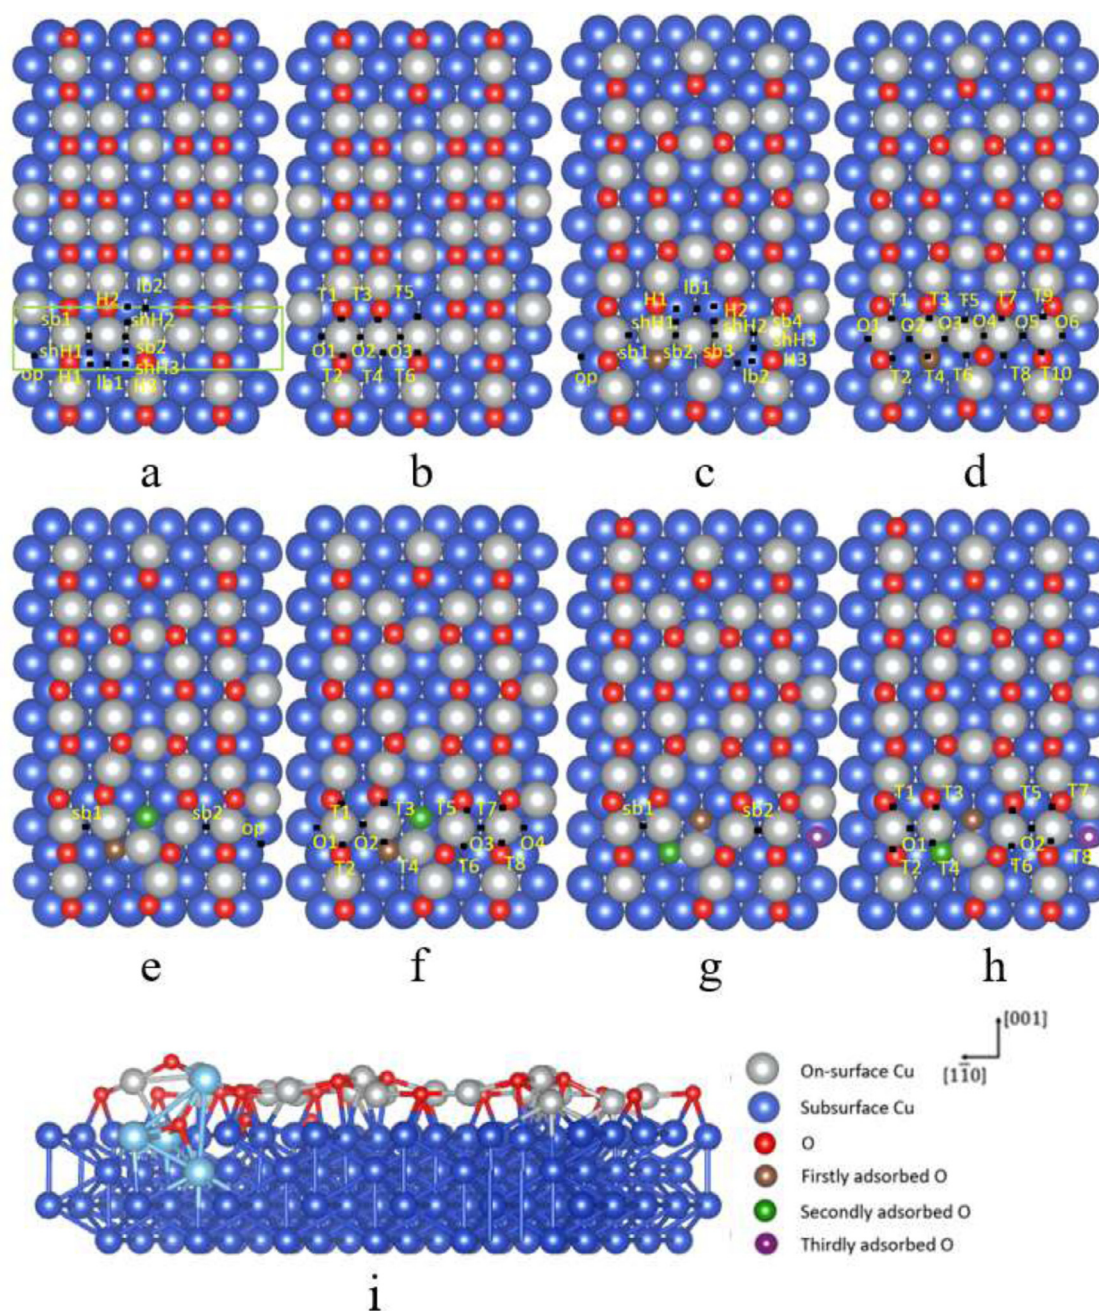 lb2
H2
sb1
shH2
shH1
sb2
shH3
op
H1
lb1
H3
a
T1
T3
T5
O1
O2
O3
T2
T4
T6
b
lb1
H1
H2
shH1
shH2
sb4
shH3
sb1
sb2
sb3
H3
op
lb2
c
T1
T3
T5
T7
T9
O1
O2
O3
O4
O5
O6
T2
T4
T6
T8
T10
d
sb1
sb2
op
e
T1
T3
T5
T7
O1
O2
O3
O4
T2
T4
T6
T8
f
sb1
sb2
g
T1
T3
T5
T7
O1
O2
T2
T4
T6
T8
h
[001]
[11̄0]
On-surface Cu
Subsurface Cu
O
Firstly adsorbed O
Secondly adsorbed O
Thirdly adsorbed O
i